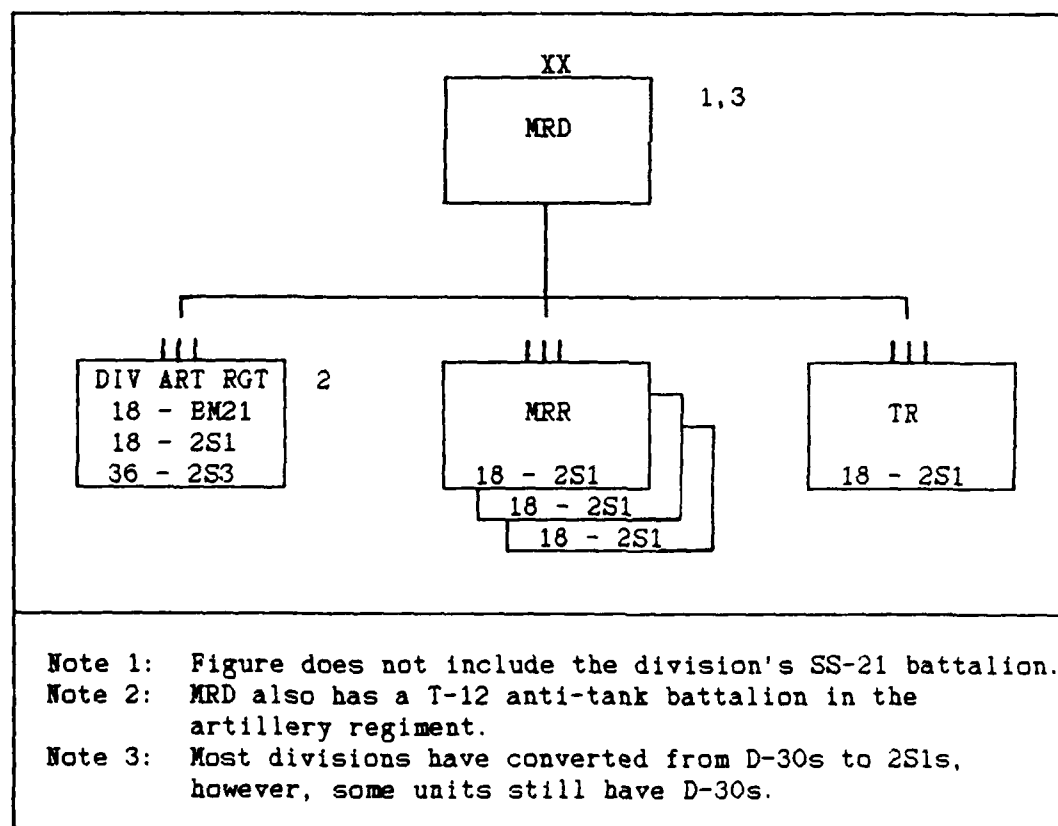 XX
MRD
1,3
DIV ART RGT
18 - BM21
18 - 2S1
36 - 2S3
2
MRR
18 - 2S1
18 - 2S1
18 - 2S1
TR
18 - 2S1
Note 1: Figure does not include the division's SS-21 battalion.
Note 2: MRD also has a T-12 anti-tank battalion in the
artillery regiment.
Note 3: Most divisions have converted from D-30s to 2S1s,
however, some units still have D-30s.